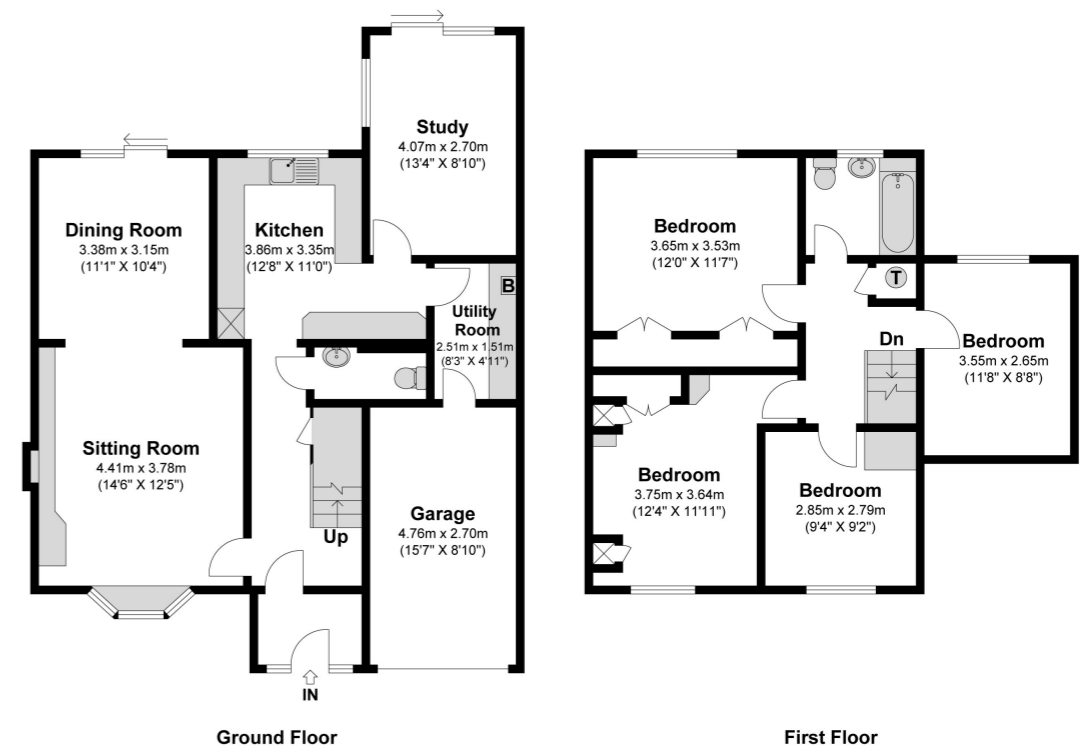 Study
4.07m x 2.70m
(13'4" X 8'10")
Dining Room
3.38m x 3.15m
(11'1" X 10'4")
Kitchen
3.86m x 3.35m
(12'8" X 11'0")
B
Utility
Room
2.51m x 1.51m
(8'3" X 4'11")
Sitting Room
4.41m x 3.78m
(14'6" X 12'5")
Up
Garage
4.76m x 2.70m
(15'7" X 8'10")
IN
Ground Floor
Bedroom
3.65m x 3.53m
(12'0" X 11'7")
T
Dn
Bedroom
3.55m x 2.65m
(11'8" X 8'8")
Bedroom
3.75m x 3.64m
(12'4" X 11'11")
Bedroom
2.85m x 2.79m
(9'4" X 9'2")
First Floor